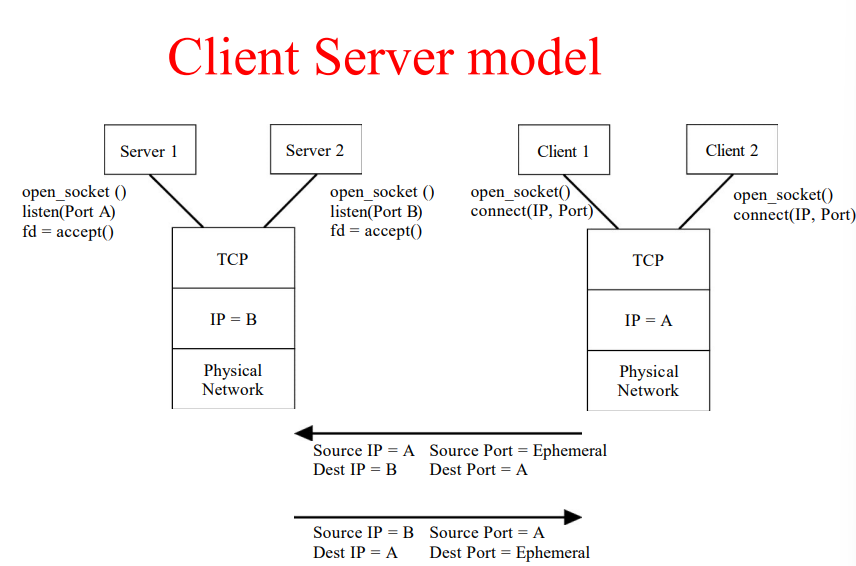 Client Server model
Server 1
Server 2
Client 1
Client 2
open_socket ()
listen(Port A)
fd = accept()
open_socket ()
listen(Port B)
fd = accept()
open_socket()
connect(IP, Port)
open_socket()
connect(IP, Port)
TCP
IP = B
Physical
Network
TCP
IP = A
Physical
Network
Source IP = A Source Port = Ephemeral
Dest IP = B Dest Port = A
Source IP = B Source Port = A
Dest IP = A Dest Port = Ephemeral